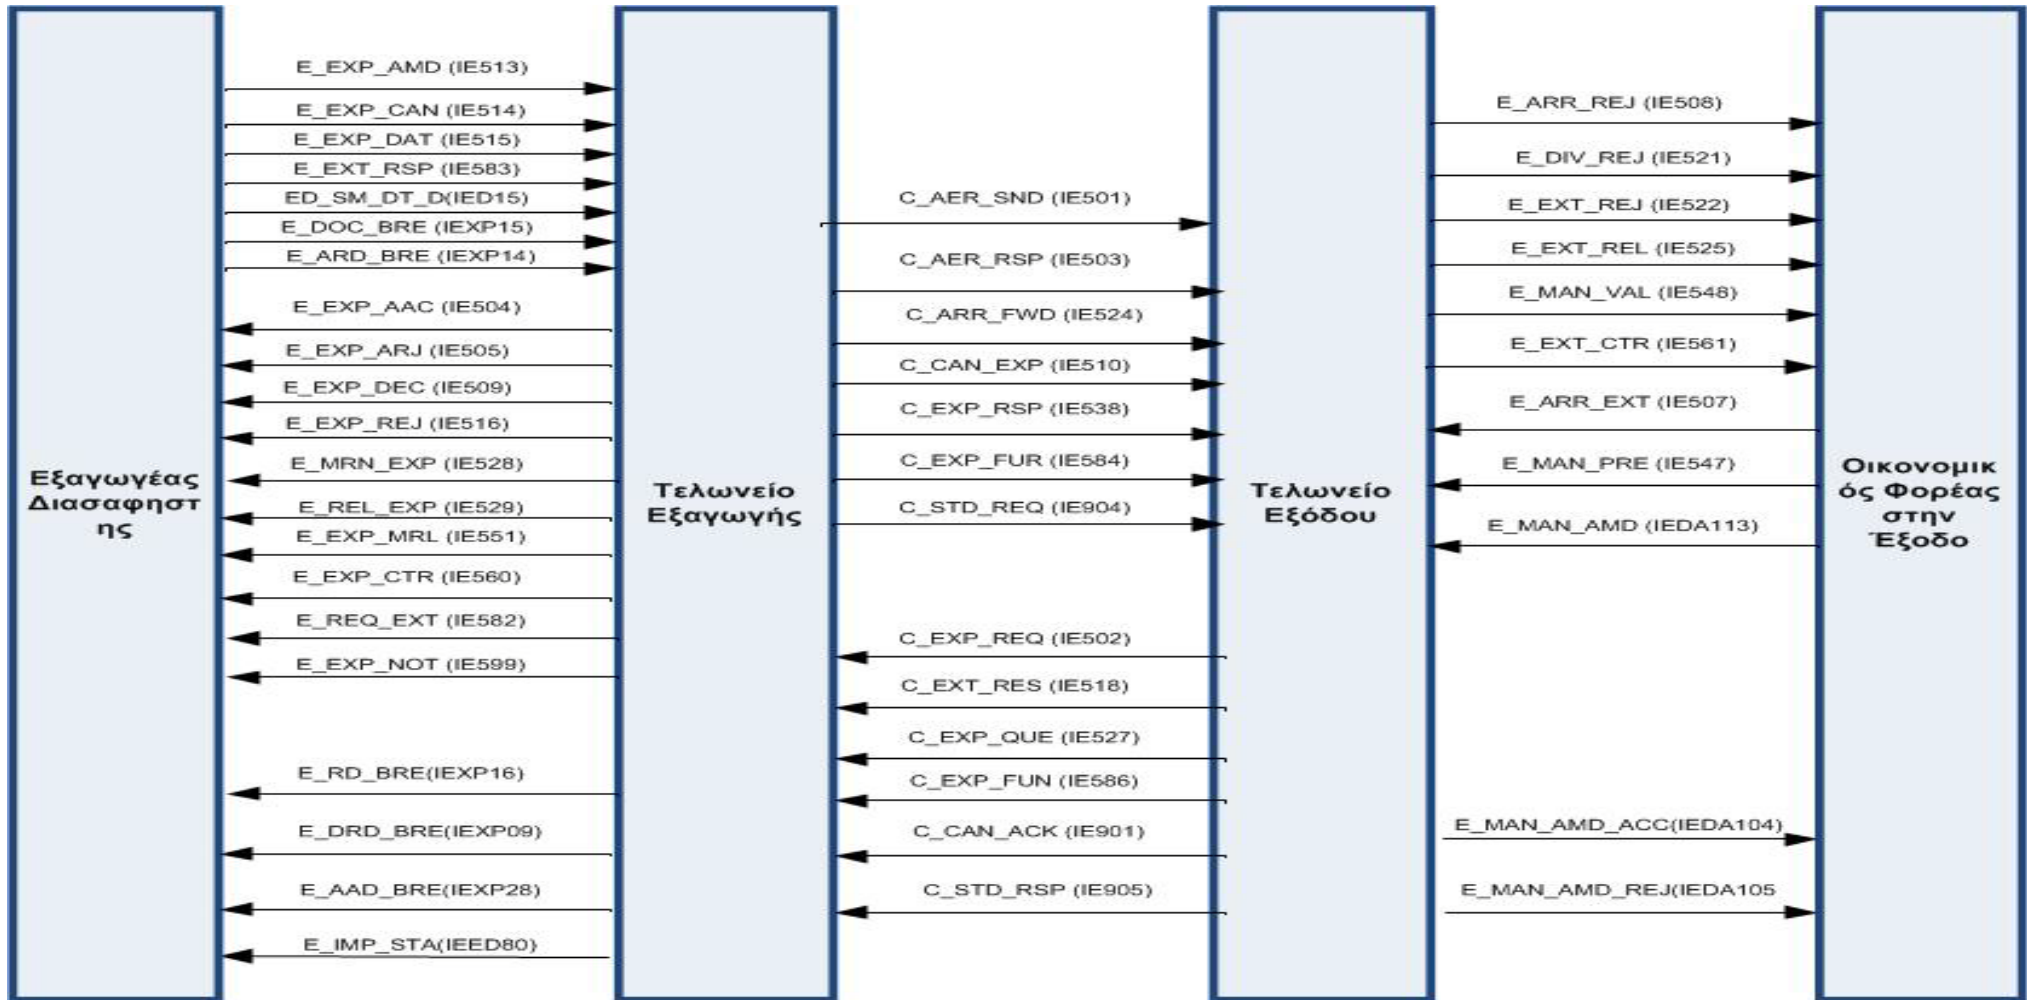 E_EXP_AMD (IE513)
E_EXP_CAN (IE514)
E_EXP_DAT (IE515)
E_EXT_RSP (IE583)
ED_SM_DT_D(IED15)
E_DOC_BRE (IEXP15)
E_ARD_BRE (IEXP14)
E_EXP_AAC (IE504)
E_EXP_ARJ (IE505)
E_EXP_DEC (IE509)
E_EXP_REJ (IE516)
E_MRN_EXP (IE528)
E_REL_EXP (IE529)
E_EXP_MRL (IE551)
E_EXP_CTR (IE560)
E_REQ_EXT (IE582)
E_EXP_NOT (IE599)
E_RD_BRE(IEXP16)
E_DRD_BRE(IEXP09)
E_AAD_BRE(IEXP28)
E_IMP_STA(IEED80)
Εξαγωγέας
Διασαφηστ
ης
Τελωνείο
Εξαγωγής
C_AER_SND (IE501)
C_AER_RSP (IE503)
C_ARR_FWD (IE524)
C_CAN_EXP (IE510)
C_EXP_RSP (IE538)
C_EXP_FUR (IE584)
C_STD_REQ (IE904)
C_EXP_REQ (IE502)
C_EXT_RES (IE518)
C_EXP_QUE (IE527)
C_EXP_FUN (IE586)
C_CAN_ACK (IE901)
C_STD_RSP (IE905)
Τελωνείο
Εξόδου
E_ARR_REJ (IE508)
E_DIV_REJ (IE521)
E_EXT_REJ (IE522)
E_EXT_REL (IE525)
E_MAN_VAL (IE548)
E_EXT_CTR (IE561)
E_ARR_EXT (IE507)
E_MAN_PRE (IE547)
E_MAN_AMD (IEDA113)
E_MAN_AMD_ACC(IEDA104)
E_MAN_AMD_REJ(IEDA105
Οικονομικ
ός Φορέας
στην
Έξοδο